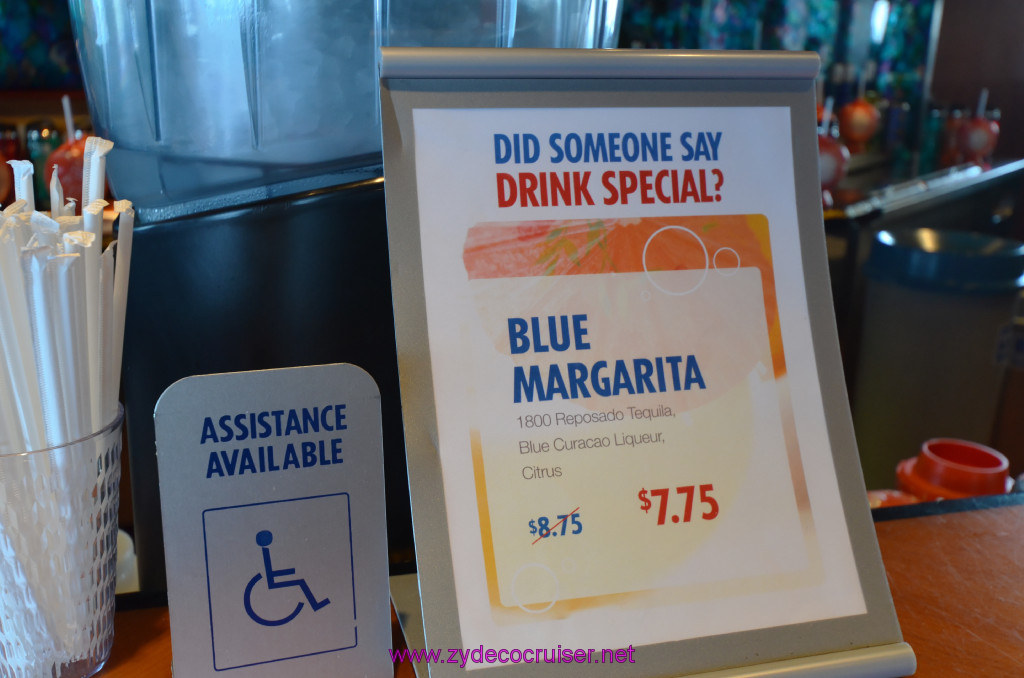 DID SOMEONE SAY
DRINK SPECIAL?
BLUE
MARGARITA
1800 Reposado Tequila,
Blue Curacao Liqueur,
Citrus
$8.75 $7.75
ASSISTANCE
AVAILABLE
www.zydecocruiser.net